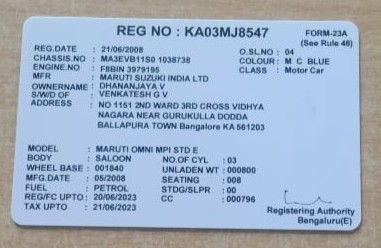 REG NO : KA03MJ8547 FORM-23A
(See Rule 48)
REG.DATE : 21/06/2008 O.SL.NO : 04
CHASSIS.NO : MA3EVB11S0 1038738 COLOUR : M C BLUE
ENGINE.NO : F8BIN 3979195 CLASS : Motor Car
MFR : MARUTI SUZUKI INDIA LTD
OWNERNAME : DHANANJAYA V
S/W/D OF : VENKATESH G V
ADDRESS : NO 1151 2ND WARD 3RD CROSS VIDHYA
NAGARA NEAR GURUKULLA DODDA
BALLAPURA TOWN Bangalore KA 561203
MODEL : MARUTI OMNI MPI STD E
BODY : SALOON NO.OF CYL : 03
WHEEL BASE : 001840 UNLADEN WT : 000800
MFG.DATE : 05/2008 SEATING : 008
FUEL : PETROL STDG/SLPR : 00
REG/FC UPTO : 20/06/2023 CC : 000796
TAX UPTO : 21/06/2023
Registering Authority
Bengaluru(E)